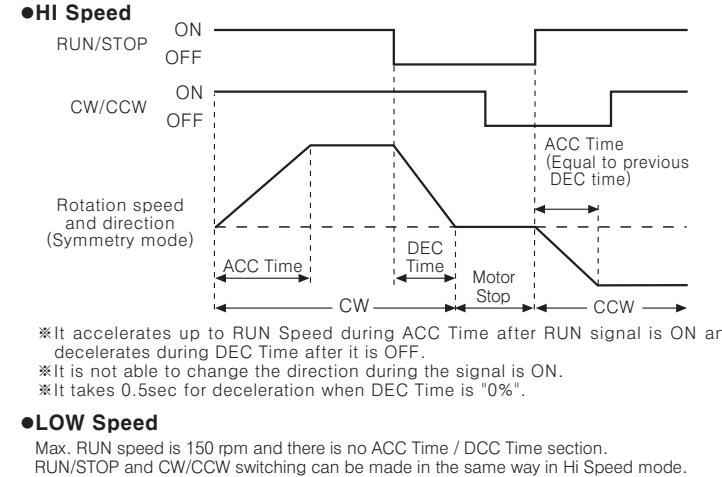 ●HI Speed
RUN/STOP
ON
OFF
CW/CCW
ON
OFF
ACC Time
(Equal to previous
DEC time)
Rotation speed
and direction
(Symmetry mode)
ACC Time
DEC
Time
Motor
Stop
CW
CCW
※It accelerates up to RUN Speed during ACC Time after RUN signal is ON an
decelerates during DEC Time after it is OFF.
※It is not able to change the direction during the signal is ON.
※It takes 0.5sec for deceleration when DEC Time is "0%".
●LOW Speed
Max. RUN speed is 150 rpm and there is no ACC Time / DCC Time section.
RUN/STOP and CW/CCW switching can be made in the same way in Hi Speed mode.